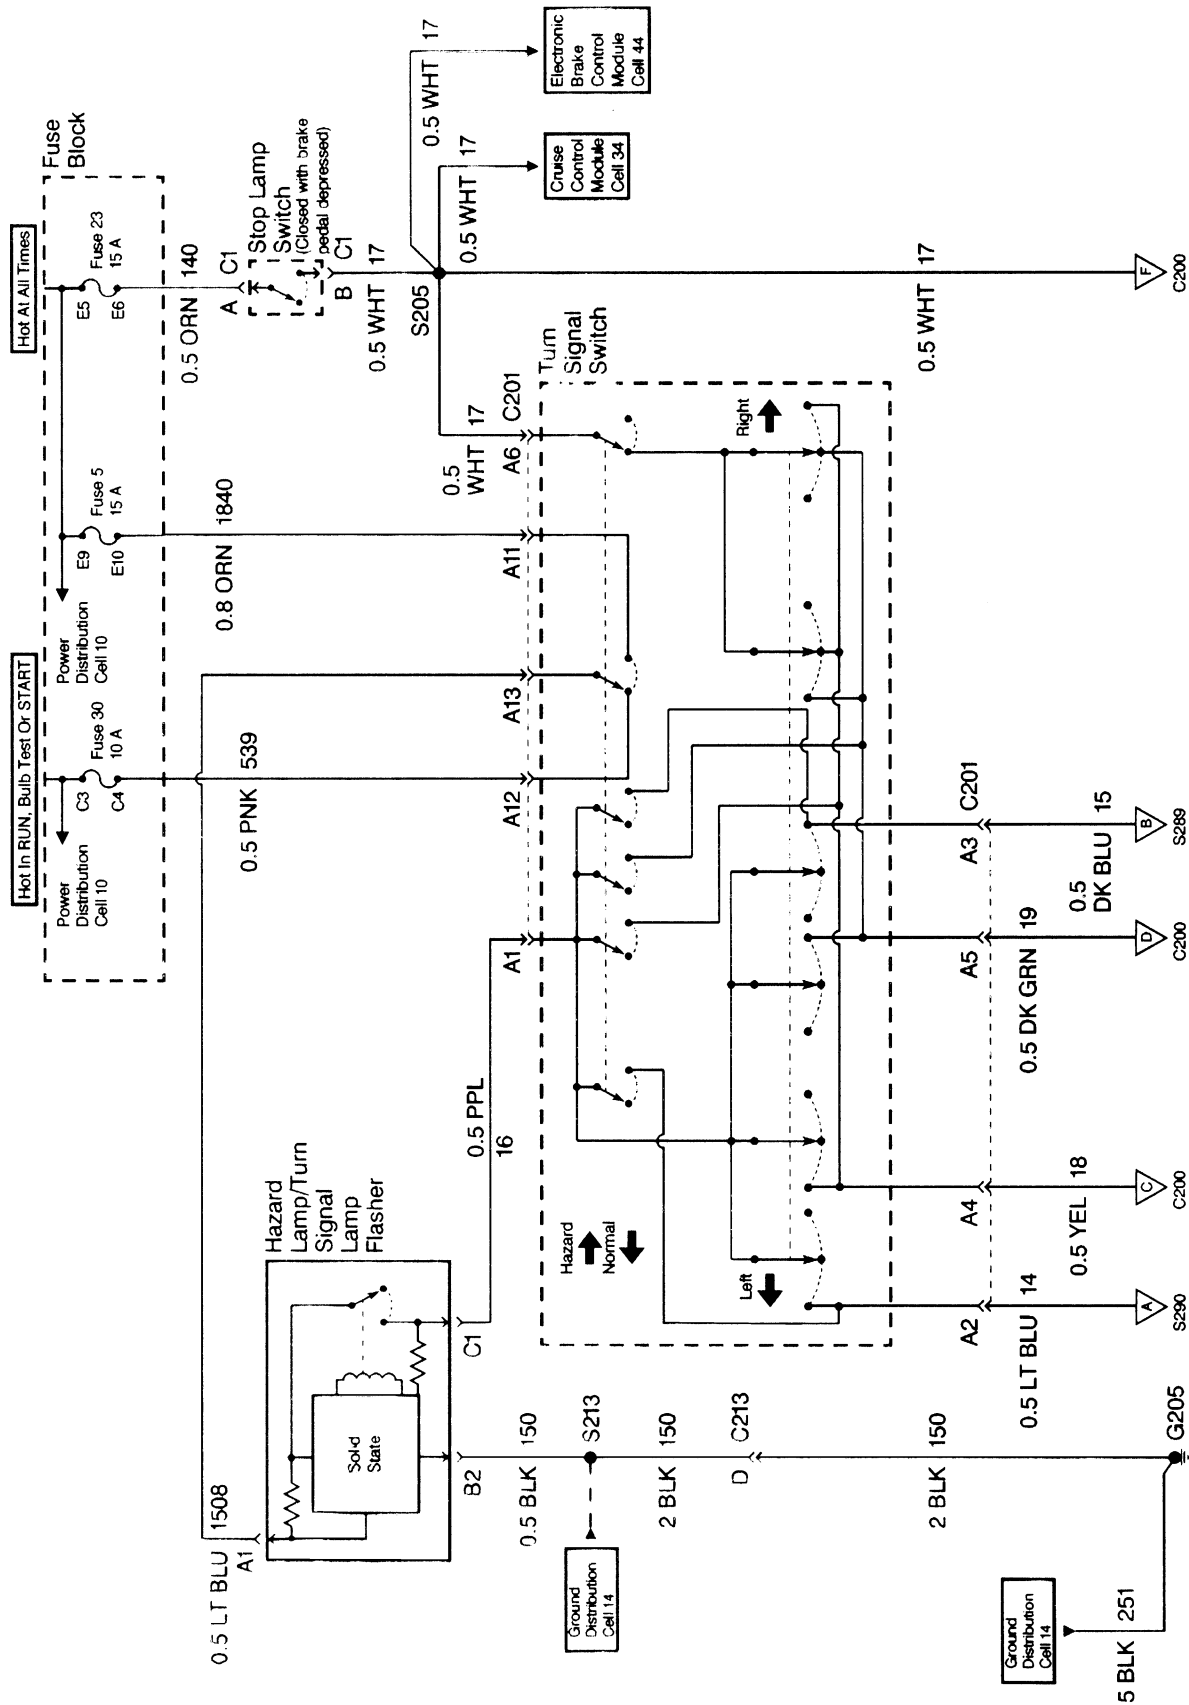 Hot In RUN, Bulb Test Or START
Hot At All Times
Fuse
Block
Power
Distribution
Cell 10
C3
C4
Fuse 30
10 A
Power
Distribution
Cell 10
E9
E10
Fuse 5
15 A
E5
E6
Fuse 23
15 A
0.5 LT BLU 1508
A1
Hazard
Lamp/Turn
Signal
Lamp
Flasher
Solid
State
B2
C1
0.5 PNK 539
0.8 ORN 1840
0.5 ORN 140
A
C1
Stop Lamp
Switch
(Closed with brake
pedal depressed)
B
C1
0.5 WHT 17
S205
0.5 WHT 17
0.5 WHT 17
Cruise
Control
Module
Cell 34
Electronic
Brake
Control
Module
Cell 44
0.5 PPL
16
0.5
WHT 17
A1
A12
A13
A11
A6
C201
Turn
Signal
Switch
Hazard
Normal
Left
Right
0.5 BLK 150
S213
Ground
Distribution
Cell 14
2 BLK 150
D
C213
2 BLK 150
A2
A4
A5
A3
C201
0.5 LT BLU 14
0.5 YEL 18
0.5 DK GRN 19
0.5
DK BLU 15
0.5 WHT 17
Ground
Distribution
Cell 14
5 BLK 251
G205
A
S290
C
C200
D
C200
B
S289
F
C200